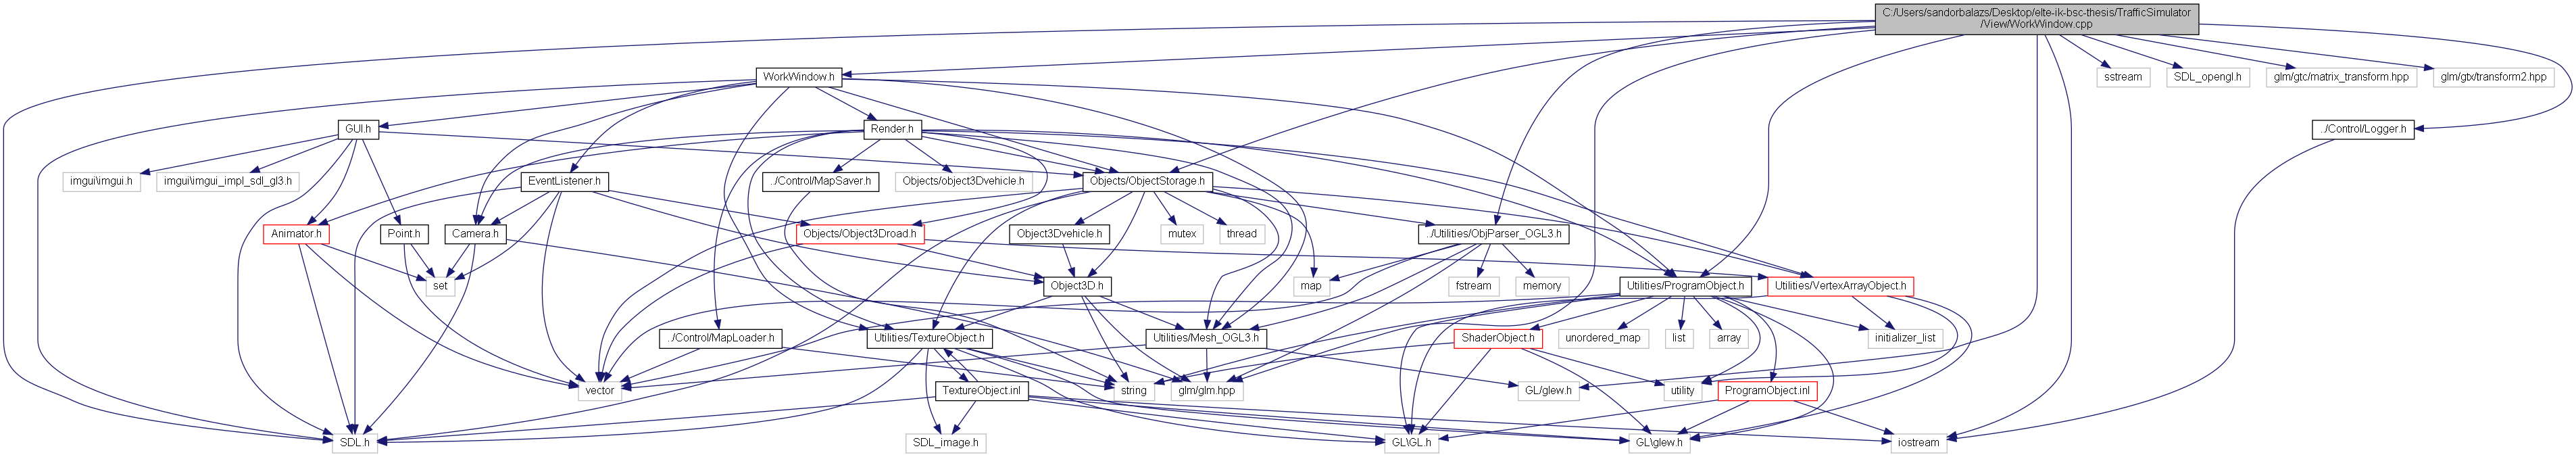 C:/Users/sandorbalazs/Desktop/elte-ik-bsc-thesis/TrafficSimulator
/View/WorkWindow.cpp
WorkWindow.h
sstream
SDL_opengl.h
glm/gtc/matrix_transform.hpp
glm/gtx/transform2.hpp
GUI.h
Render.h
../Control/Logger.h
imgui\imgui.h
imgui\imgui_impl_sdl_gl3.h
EventListener.h
../Control/MapSaver.h
Objects/object3Dvehicle.h
Objects/ObjectStorage.h
Animator.h
Point.h
Camera.h
Objects/Object3Droad.h
Object3Dvehicle.h
mutex
thread
../Utilities/ObjParser_OGL3.h
set
Object3D.h
map
fstream
memory
Utilities/ProgramObject.h
Utilities/VertexArrayObject.h
../Control/MapLoader.h
Utilities/TextureObject.h
Utilities/Mesh_OGL3.h
ShaderObject.h
unordered_map
list
array
initializer_list
vector
TextureObject.inl
string
glm/glm.hpp
GL/glew.h
utility
ProgramObject.inl
SDL.h
SDL_image.h
GL\GL.h
GL\glew.h
iostream